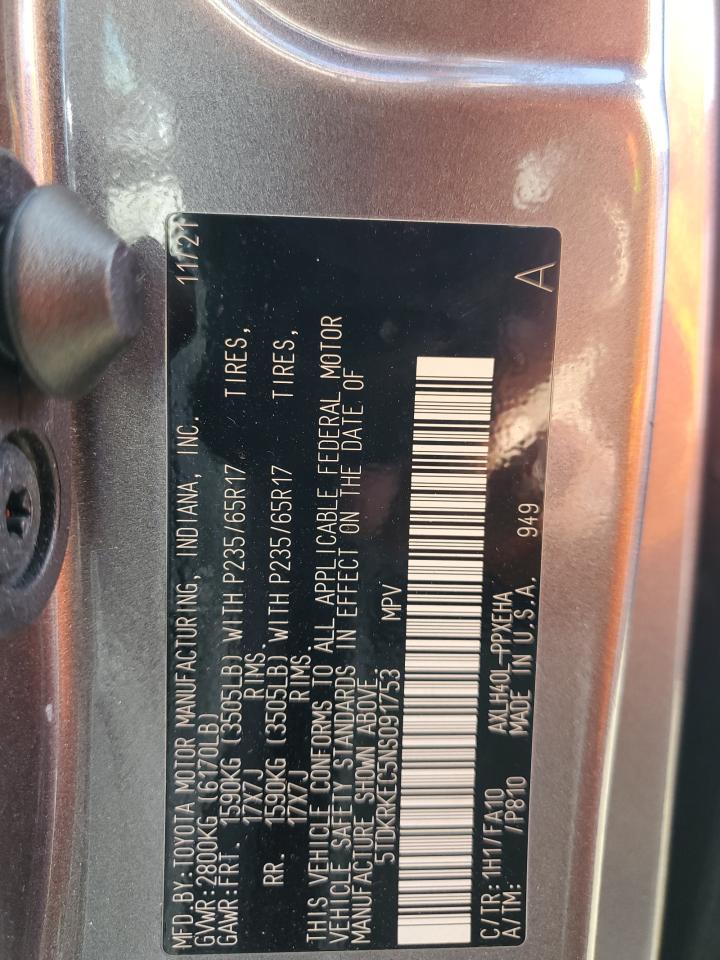 MFD.BY:TOYOTA MOTOR MANUFACTURING, INDIANA, INC. 11/21
GVWR:2800KG (6170LB)
GAWR:FRT. 1590KG (3505LB) WITH P235/65R17 TIRES,
17X7J RIMS.
RR. 1590KG (3505LB) WITH P235/65R17 TIRES,
17X7J RIMS.
THIS VEHICLE CONFORMS TO ALL APPLICABLE FEDERAL MOTOR
VEHICLE SAFETY STANDARDS IN EFFECT ON THE DATE OF
MANUFACTURE SHOWN ABOVE.
5TDKRKEC5NS091753 MPV
C/TR:1H1/FA10 AXLH40L-PPXEHA
A/TM: /P810 MADE IN U.S.A. 949 A